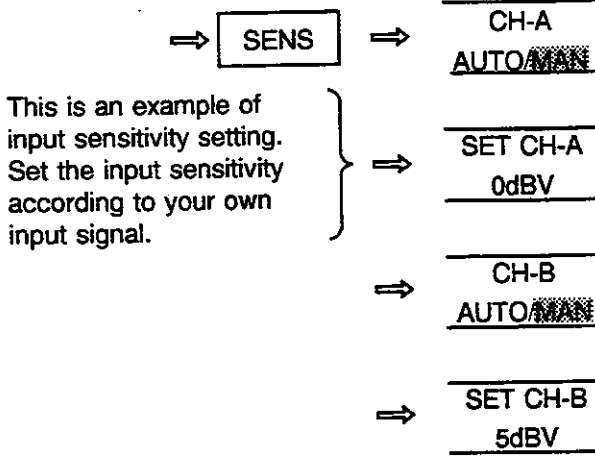 ⇒ SENS ⇒ CH-A
AUTO/MAN
This is an example of
input sensitivity setting.
Set the input sensitivity
according to your own
input signal.
⇒ SET CH-A
0dBV
⇒ CH-B
AUTO/MAN
⇒ SET CH-B
5dBV